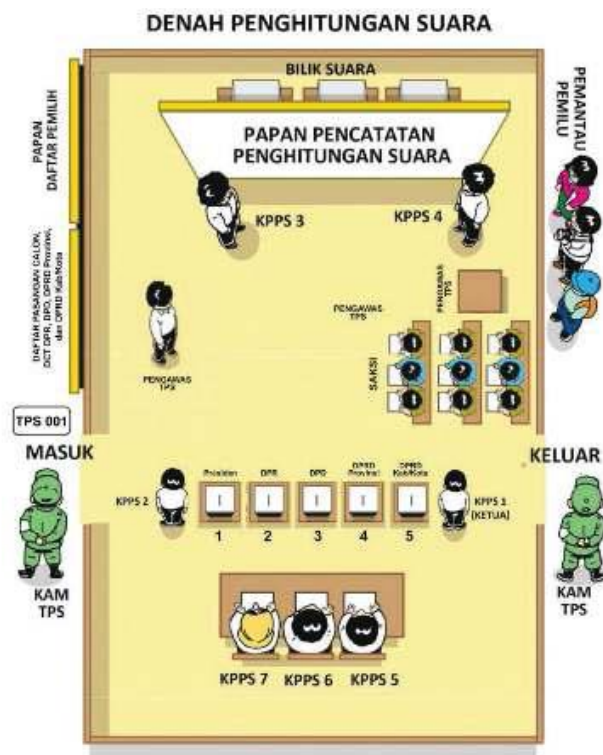 DENAH PENGHITUNGAN SUARA
BILIK SUARA
PAPAN PENCATATAN
PENGHITUNGAN SUARA
PAPAN
DAFTAR PEMILIH
PEMANTAU
PEMILU
KPPS 3
KPPS 4
DAFTAR PASANGAN CALON,
DCT DPR, DPD, DPRD Provinsi,
dan DPRD Kab/Kota
PENGAWAS
TPS
PENGAWAS
TPS
PENGAWAS
TPS
SAKSI
TPS 001
MASUK
KELUAR
Presiden
DPR
DPD
DPRD
Provinsi
DPRD
Kab/Kota
KPPS 2
KPPS 1
(KETUA)
1
2
3
4
5
KAM
TPS
KAM
TPS
KPPS 7
KPPS 6
KPPS 5